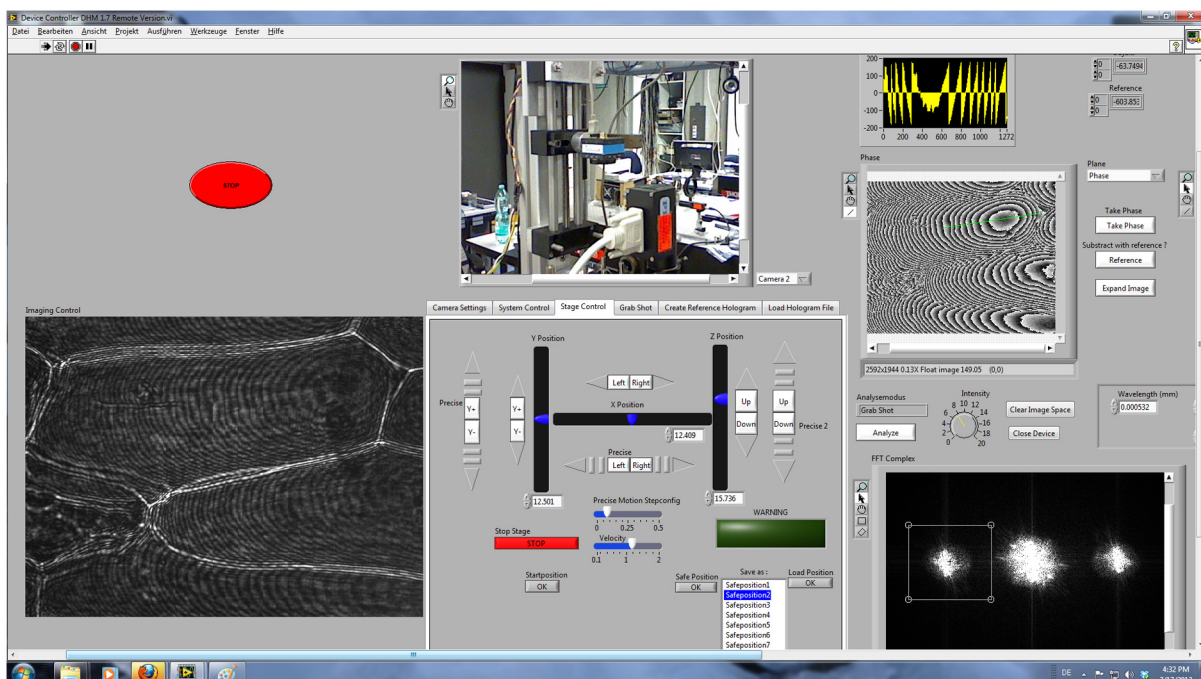 Device Controller DHM 1.7 Remote Version.vi
Datei Bearbeiten Ansicht Projekt Ausführen Werkzeuge Fenster Hilfe
STOP
Camera 2
200
100
0
-100
-200
0 200 400 600 800 1000 1272
0
0
-63.7494
Reference
0
0
-603.853
Phase
2592x1944 0.13X Float image 149.05 (0,0)
Plane
Phase
Take Phase
Take Phase
Substract with reference ?
Reference
Expand Image
Imaging Control
Camera Settings System Control Stage Control Grab Shot Create Reference Hologram Load Hologram File
Y Position
Z Position
Left Right
X Position
Precise
Y+
Y-
Y+
Y-
Up
Down
Up
Down
Precise 2
12.409
Precise
Left Right
12.501
15.736
Precise Motion Stepconfig
0 0.25 0.5
Velocity
0.1 1 2
Stop Stage
STOP
WARNING
Startposition
OK
Safe Position
OK
Save as :
Safeposition1
Safeposition2
Safeposition3
Safeposition4
Safeposition5
Safeposition6
Safeposition7
Load Position
OK
Analysemodus
Grab Shot
Analyze
Intensity
0 2 4 6 8 10 12 14 16 18 20
Clear Image Space
Close Device
Wavelength (mm)
0.000532
FFT Complex
DE
4:32 PM